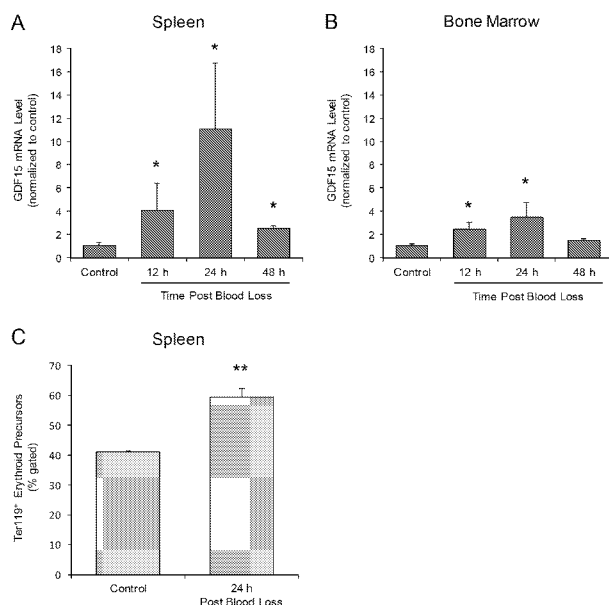 A
Spleen
GDF15 mRNA Level
(normalized to control)
18
16
14
12
10
8
6
4
2
0
*
*
*
Control
12 h
24 h
48 h
Time Post Blood Loss
B
Bone Marrow
GDF15 mRNA Level
(normalized to control)
18
16
14
12
10
8
6
4
2
0
*
*
Control
12 h
24 h
48 h
Time Post Blood Loss
C
Spleen
Ter119⁺ Erythroid Precursors
(% gated)
70
60
50
40
30
20
10
0
**
Control
24 h
Post Blood Loss